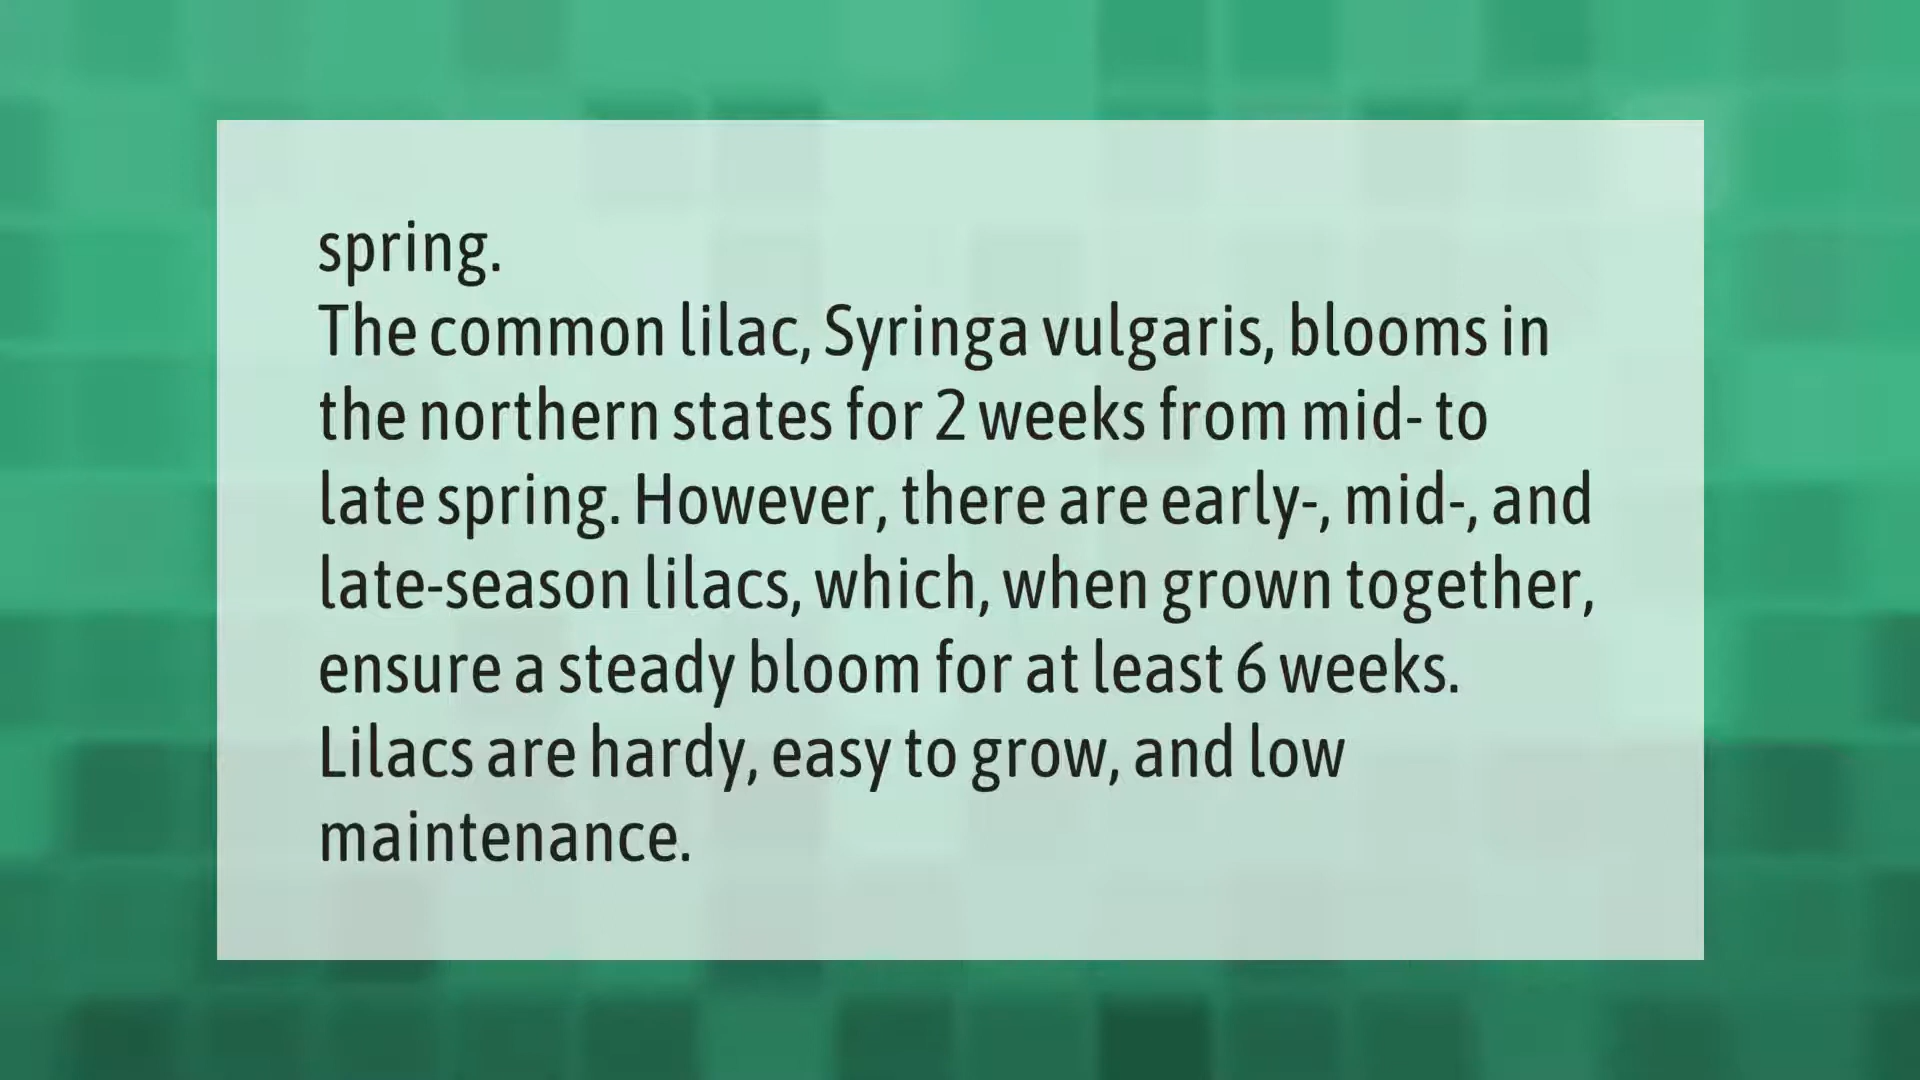 spring.
The common lilac, Syringa vulgaris, blooms in
the northern states for 2 weeks from mid- to
late spring. However, there are early-, mid-, and
late-season lilacs, which, when grown together,
ensure a steady bloom for at least 6 weeks.
Lilacs are hardy, easy to grow, and low
maintenance.